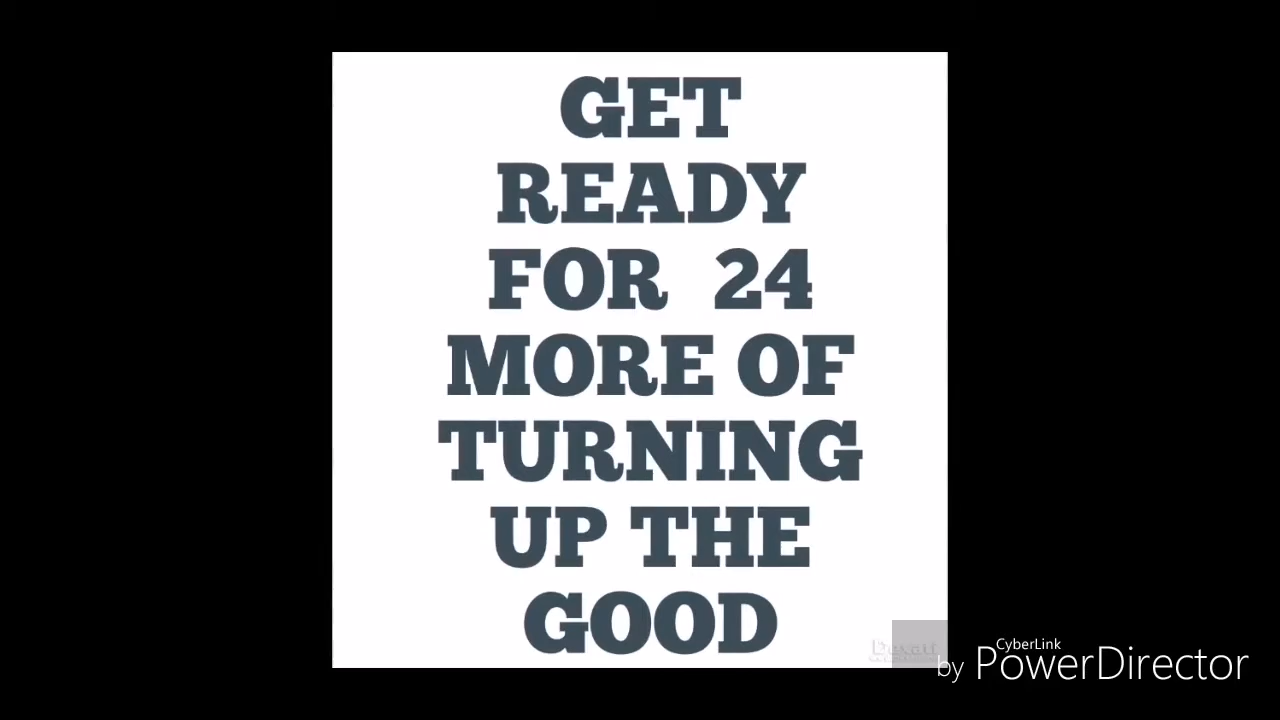 GET
READY
FOR 24
MORE OF
TURNING
UP THE
GOOD
CyberLink
by PowerDirector